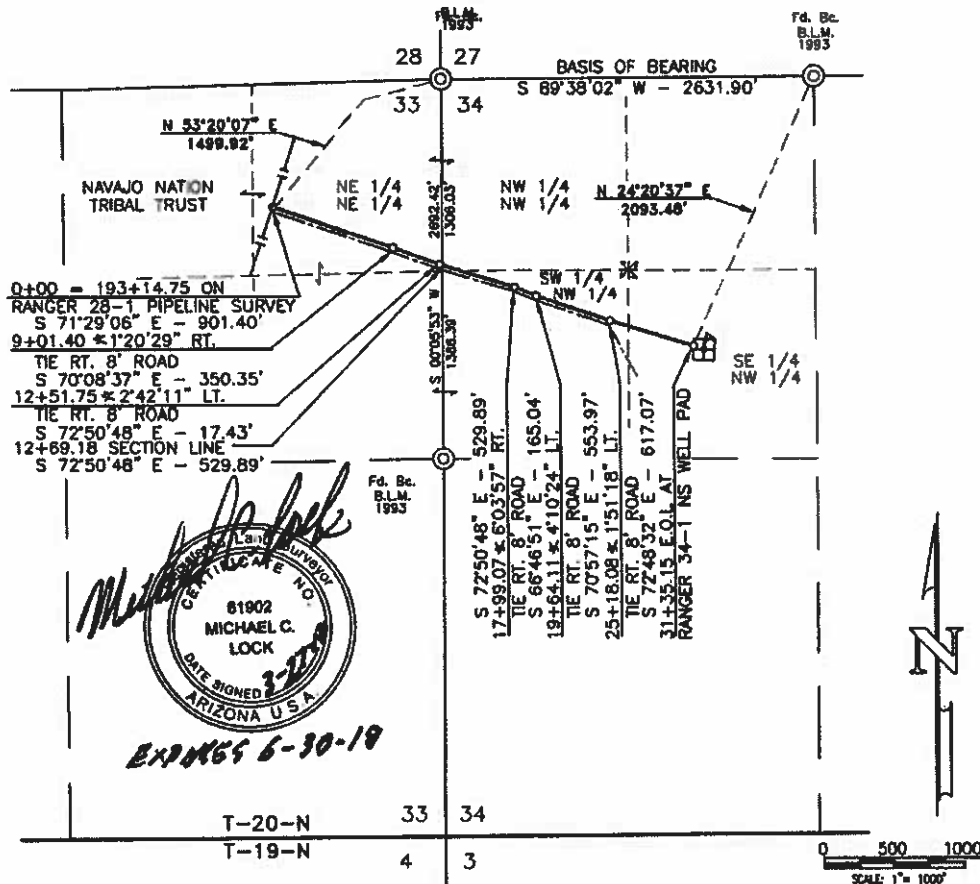 Fd. Bc.
B.L.M.
1993
Fd. Bc.
B.L.M.
1993
28 27
33 34
BASIS OF BEARING
S 89°38'02" W - 2631.90'
N 53°20'07" E
1499.92'
NAVAJO NATION
TRIBAL TRUST
NE 1/4
NE 1/4
NW 1/4
NW 1/4
N 24°20'37" E
2093.48'
2692.42'
1306.03'
S 00°05'53" W
1386.39'
SW 1/4
NW 1/4
SE 1/4
NW 1/4
0+00 = 193+14.75 ON
RANGER 28-1 PIPELINE SURVEY
S 71°29'06" E - 901.40'
9+01.40 ∡1°20'29" RT.
TIE RT. 8' ROAD
S 70°08'37" E - 350.35'
12+51.75 ∡ 2°42'11" LT.
TIE RT. 8' ROAD
S 72°50'48" E - 17.43'
12+69.18 SECTION LINE
S 72°50'48" E - 529.89'
S 72°50'48" E - 529.89'
17+99.07 ∡ 6°03'57" RT.
TIE RT. 8' ROAD
S 66°46'51" E - 165.04'
19+64.11 ∡ 4°10'24" LT.
TIE RT. 8' ROAD
S 70°57'15" E - 553.97'
25+18.08 ∡ 1°51'18" LT.
TIE RT. 8' ROAD
S 72°48'32" E - 617.07'
31+35.15 E.O.L AT
RANGER 34-1 NS WELL PAD
Fd. Bc.
B.L.M.
1993
Land Surveyor
CERTIFICATE NO.
61902
MICHAEL C.
LOCK
DATE SIGNED
ARIZONA U.S.A.
EXPIRES 6-30-19
N
33 34
T-20-N
T-19-N
4 3
0 500 1000
SCALE: 1"= 1000'